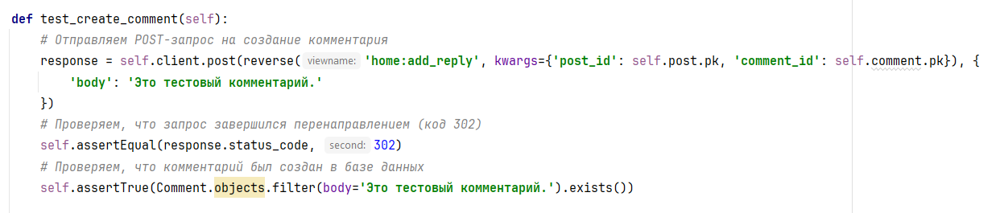 def test_create_comment(self):
# Отправляем POST-запрос на создание комментария
response = self.client.post(reverse( viewname: 'home:add_reply', kwargs={'post_id': self.post.pk, 'comment_id': self.comment.pk}), {
'body': 'Это тестовый комментарий.'
})
# Проверяем, что запрос завершился перенаправлением (код 302)
self.assertEqual(response.status_code, second: 302)
# Проверяем, что комментарий был создан в базе данных
self.assertTrue(Comment.objects.filter(body='Это тестовый комментарий.').exists())